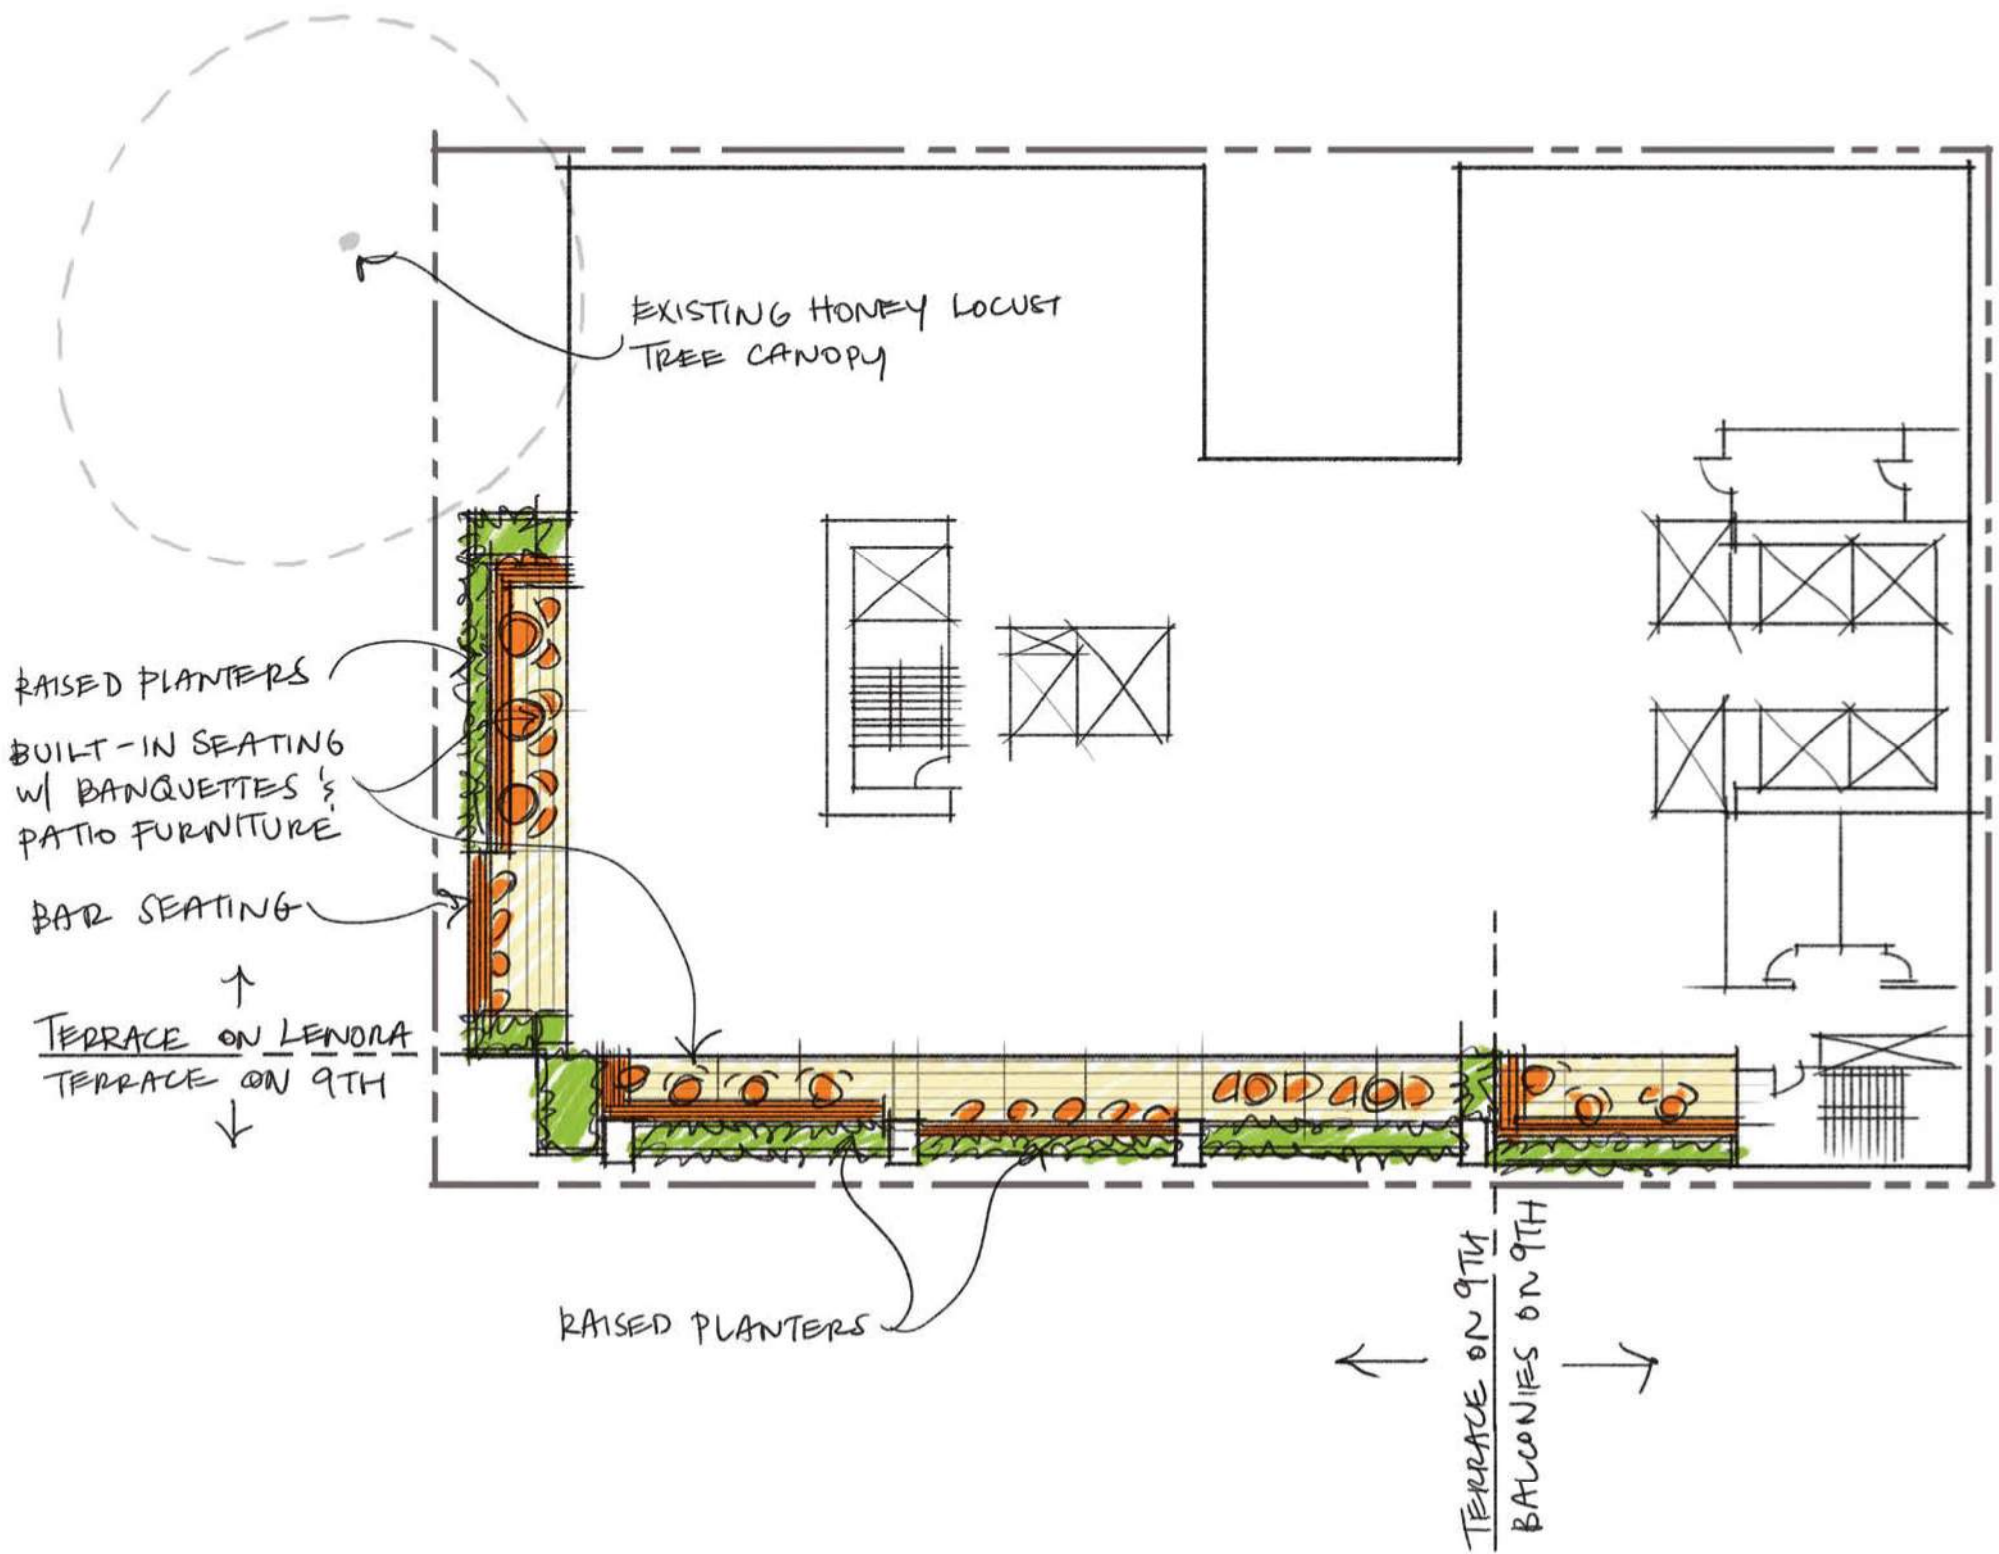 EXISTING HONEY LOCUST
TREE CANOPY
RAISED PLANTERS
BUILT-IN SEATING
W/ BANQUETTES &
PATIO FURNITURE
BAR SEATING
TERRACE ON LENORA
TERRACE ON 9TH
RAISED PLANTERS
TERRACE ON 9TH
BALCONIES ON 9TH